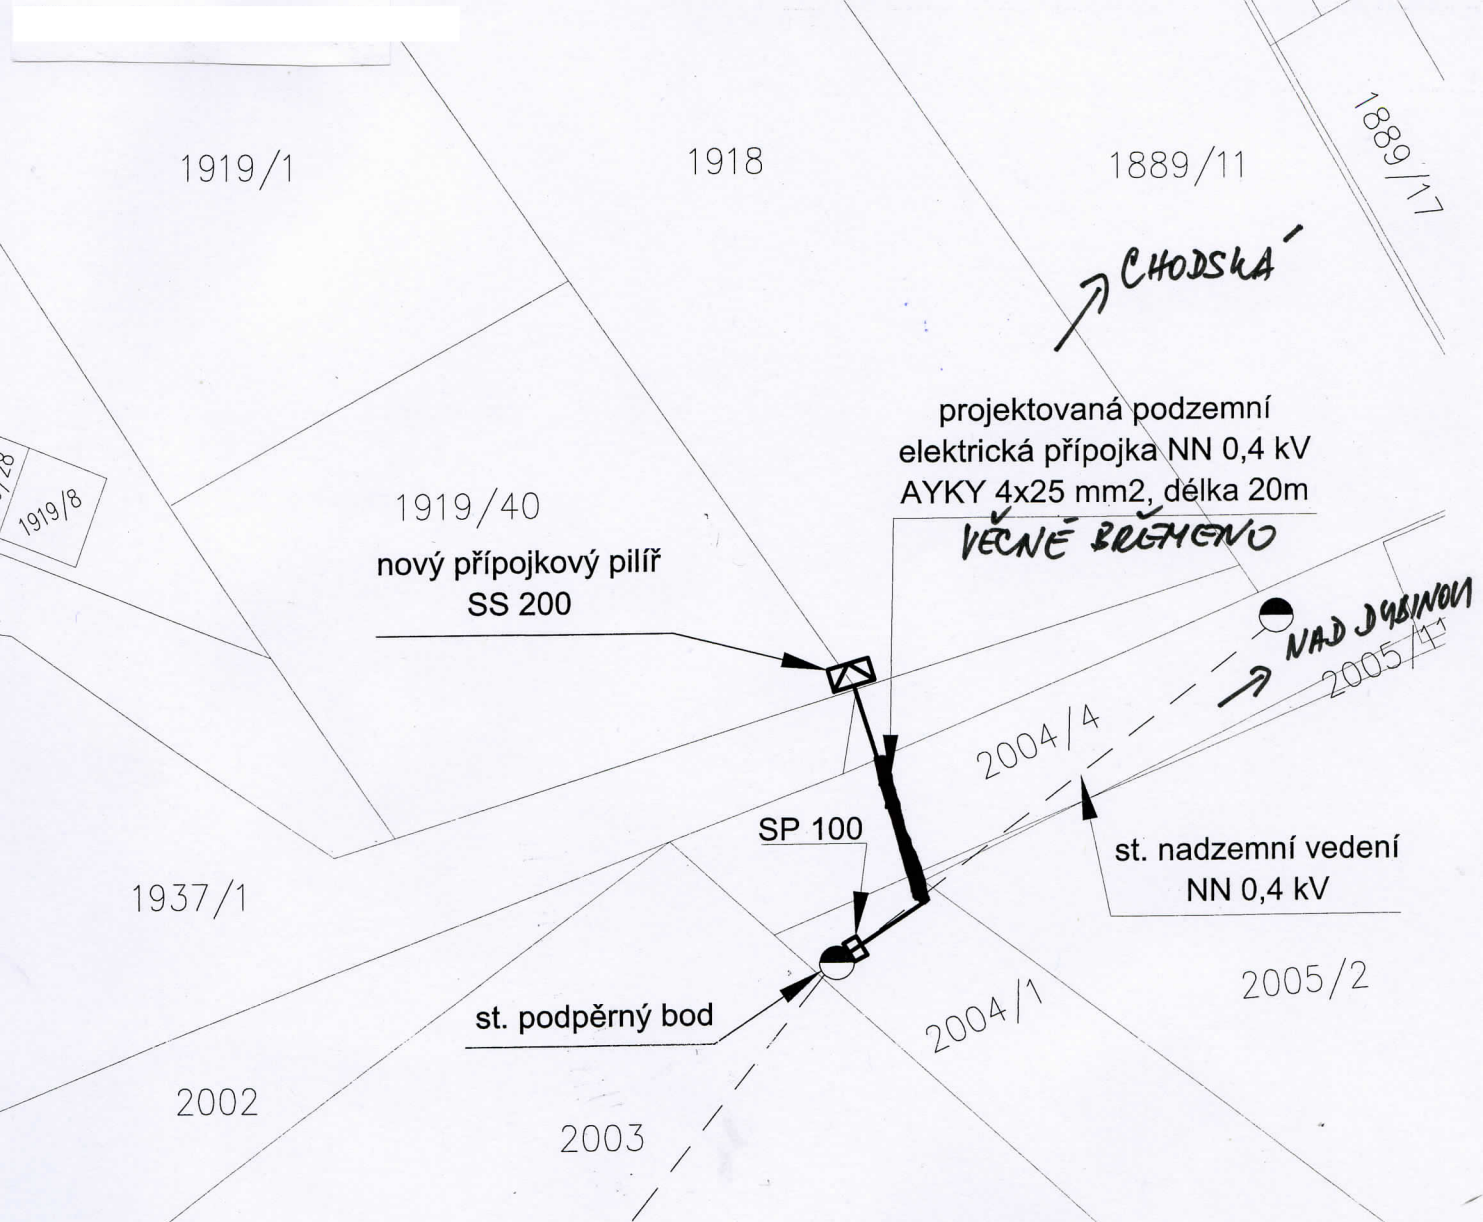 1919/1
1918
1889/11
1889/17
CHODSKÁ
projektovaná podzemní
elektrická přípojka NN 0,4 kV
AYKY 4x25 mm2, délka 20m
VĚCNÉ BŘEMENO
1919/8
1919/40
nový přípojkový pilíř
SS 200
NAD DUBINOU
2005/11
2004/4
SP 100
st. nadzemní vedení
NN 0,4 kV
1937/1
2005/2
st. podpěrný bod
2004/1
2002
2003